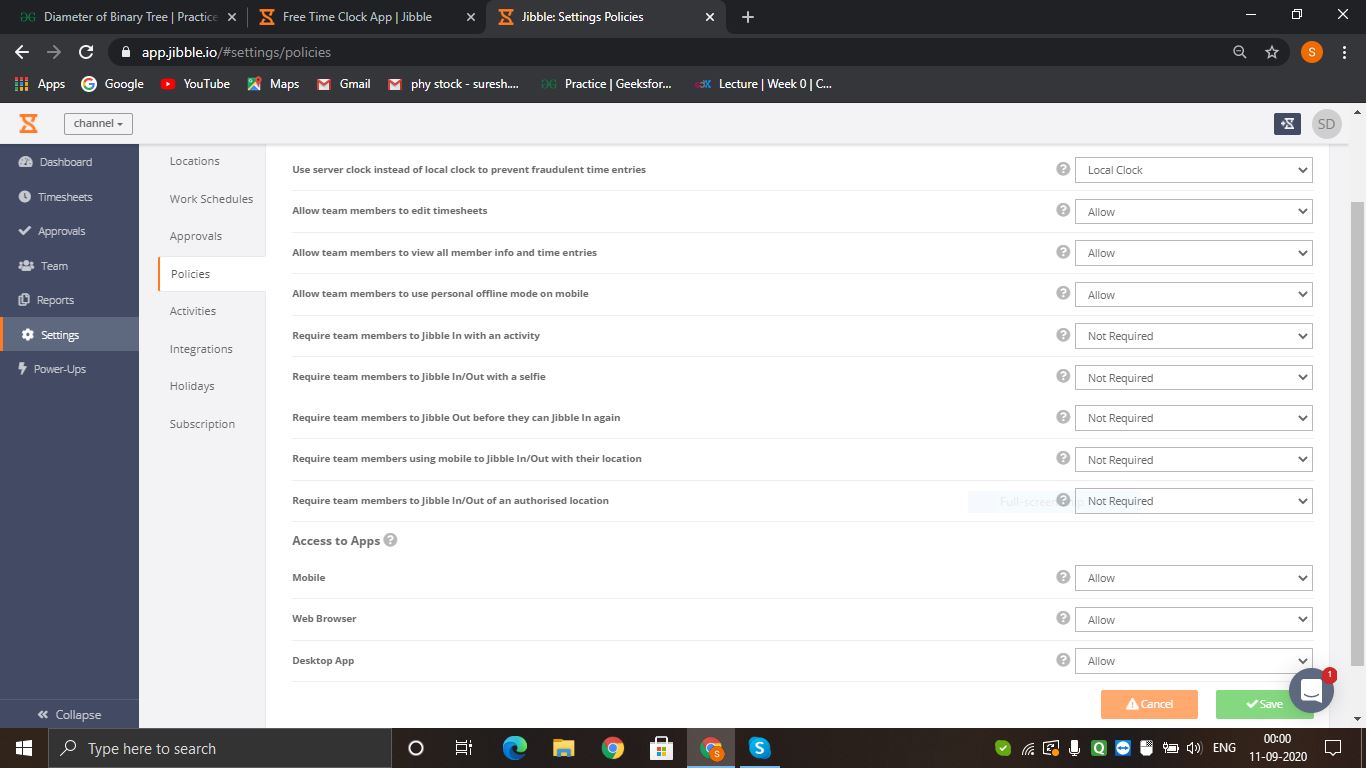 Diameter of Binary Tree | Practice
Free Time Clock App | Jibble
Jibble: Settings Policies
app.jibble.io/#settings/policies
S
Apps
Google
YouTube
Maps
Gmail
phy stock - suresh....
Practice | Geeksfor...
Lecture | Week 0 | C...
channel
SD
Dashboard
Timesheets
Approvals
Team
Reports
Settings
Power-Ups
Collapse
Locations
Work Schedules
Approvals
Policies
Activities
Integrations
Holidays
Subscription
Use server clock instead of local clock to prevent fraudulent time entries ? Local Clock
Allow team members to edit timesheets ? Allow
Allow team members to view all member info and time entries ? Allow
Allow team members to use personal offline mode on mobile ? Allow
Require team members to Jibble In with an activity ? Not Required
Require team members to Jibble In/Out with a selfie ? Not Required
Require team members to Jibble Out before they can Jibble In again ? Not Required
Require team members using mobile to Jibble In/Out with their location ? Not Required
Require team members to Jibble In/Out of an authorised location ? Not Required
Access to Apps ?
Mobile ? Allow
Web Browser ? Allow
Desktop App ? Allow
Cancel
Save
1
Type here to search
ENG
00:00
11-09-2020